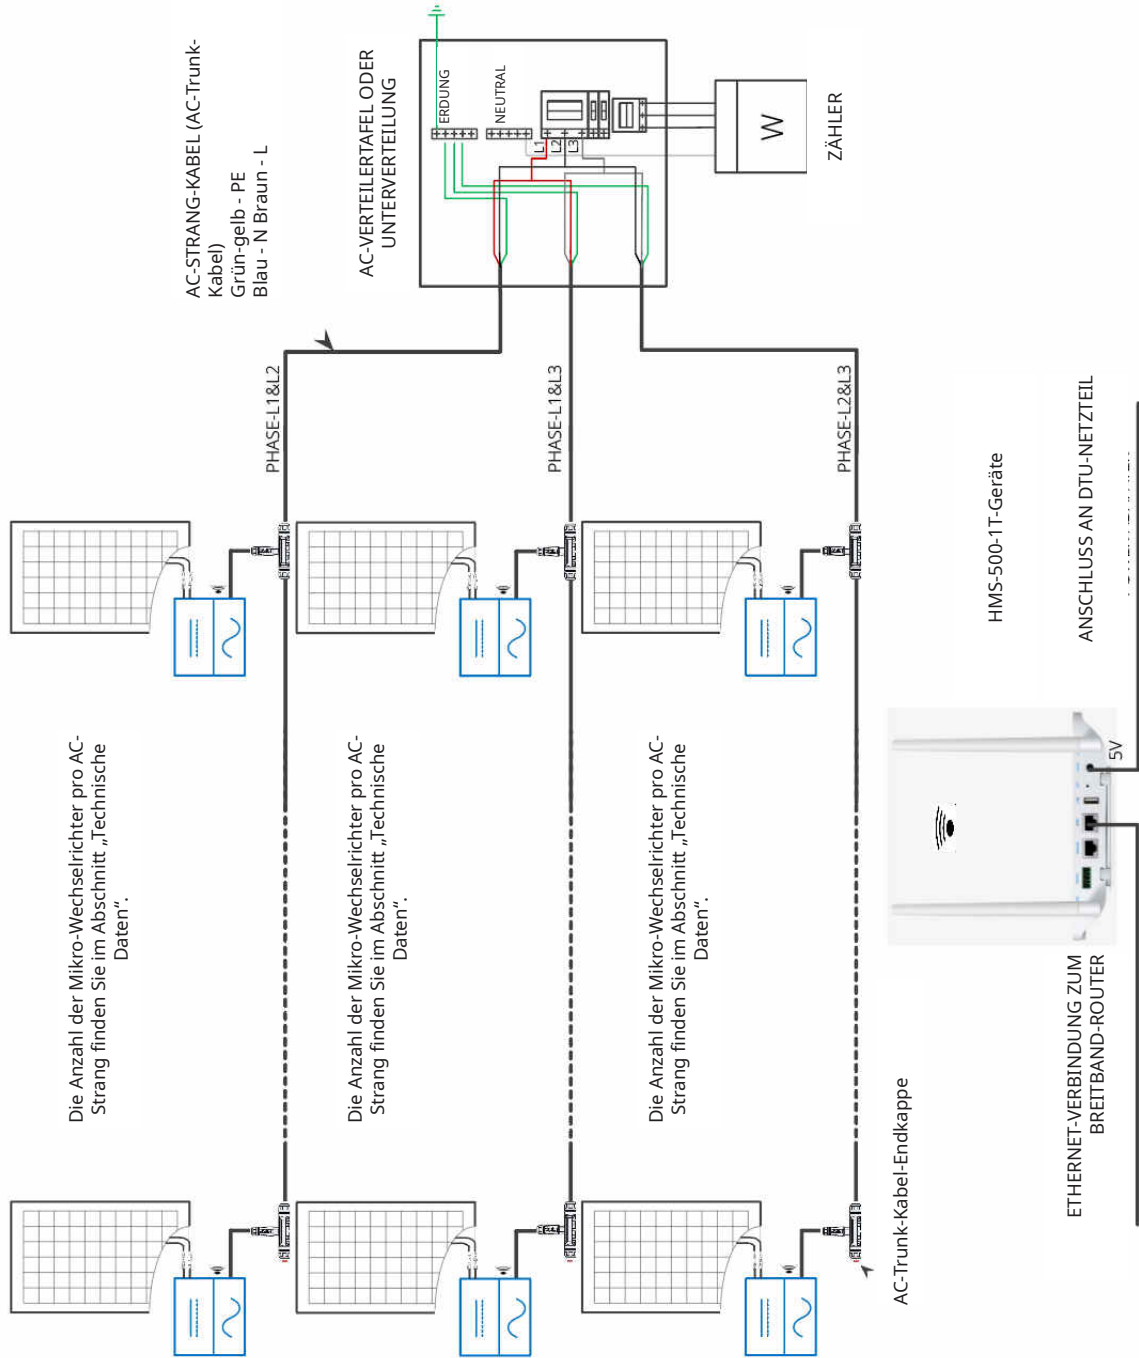 AC-STRANG-KABEL (AC-Trunk-
Kabel)
Grün-gelb - PE
Blau - N Braun - L
AC-VERTEILERTAFEL ODER
UNTERVERTEILUNG
ERDUNG
NEUTRAL
L1
L2
L3
W
ZÄHLER
PHASE-L1&L2
PHASE-L1&L3
PHASE-L2&L3
Die Anzahl der Mikro-Wechselrichter pro AC-
Strang finden Sie im Abschnitt „Technische
Daten“.
Die Anzahl der Mikro-Wechselrichter pro AC-
Strang finden Sie im Abschnitt „Technische
Daten“.
Die Anzahl der Mikro-Wechselrichter pro AC-
Strang finden Sie im Abschnitt „Technische
Daten“.
AC-Trunk-Kabel-Endkappe
HMS-500-1T-Geräte
ANSCHLUSS AN DTU-NETZTEIL
5V
ETHERNET-VERBINDUNG ZUM
BREITBAND-ROUTER